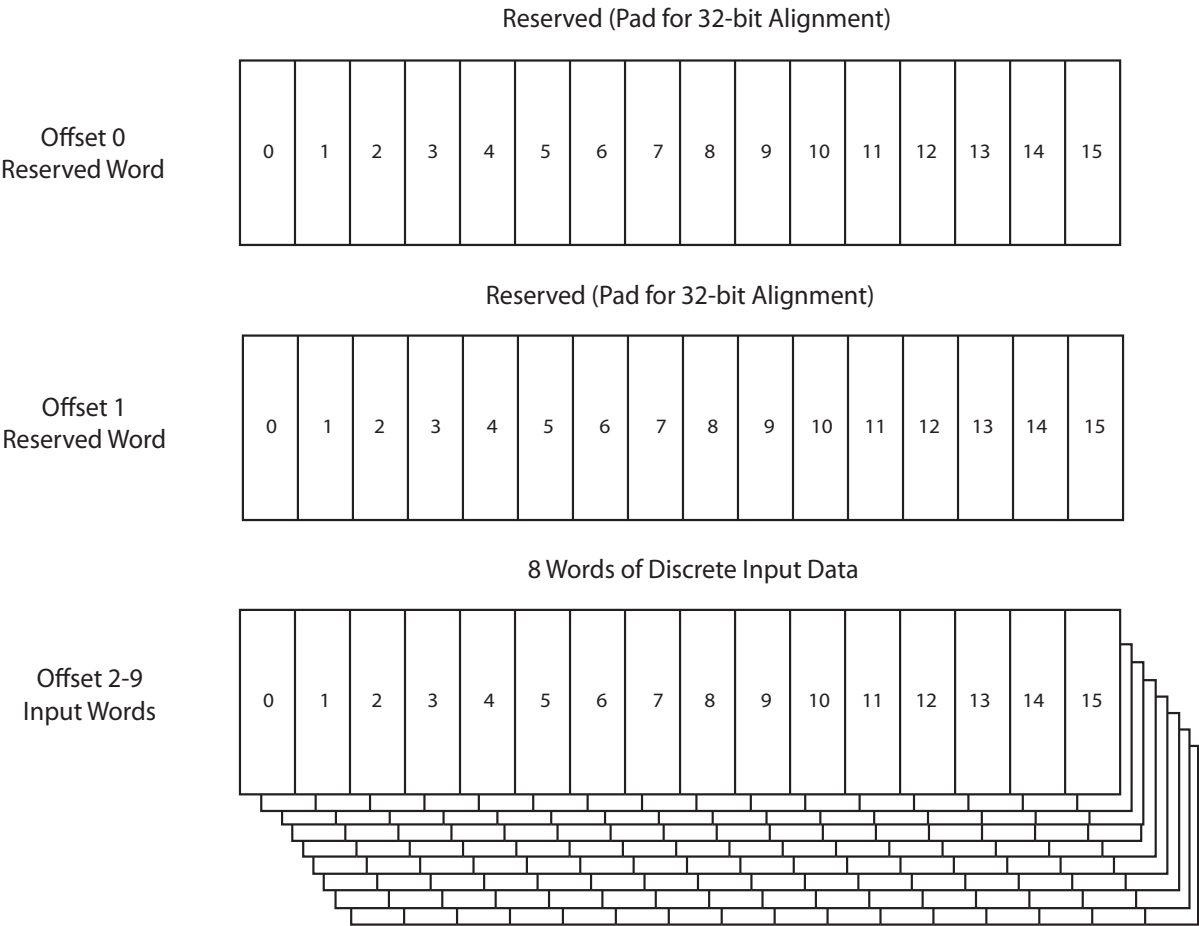 Reserved (Pad for 32-bit Alignment)
Offset 0
Reserved Word
0 1 2 3 4 5 6 7 8 9 10 11 12 13 14 15
Reserved (Pad for 32-bit Alignment)
Offset 1
Reserved Word
0 1 2 3 4 5 6 7 8 9 10 11 12 13 14 15
8 Words of Discrete Input Data
Offset 2-9
Input Words
0 1 2 3 4 5 6 7 8 9 10 11 12 13 14 15